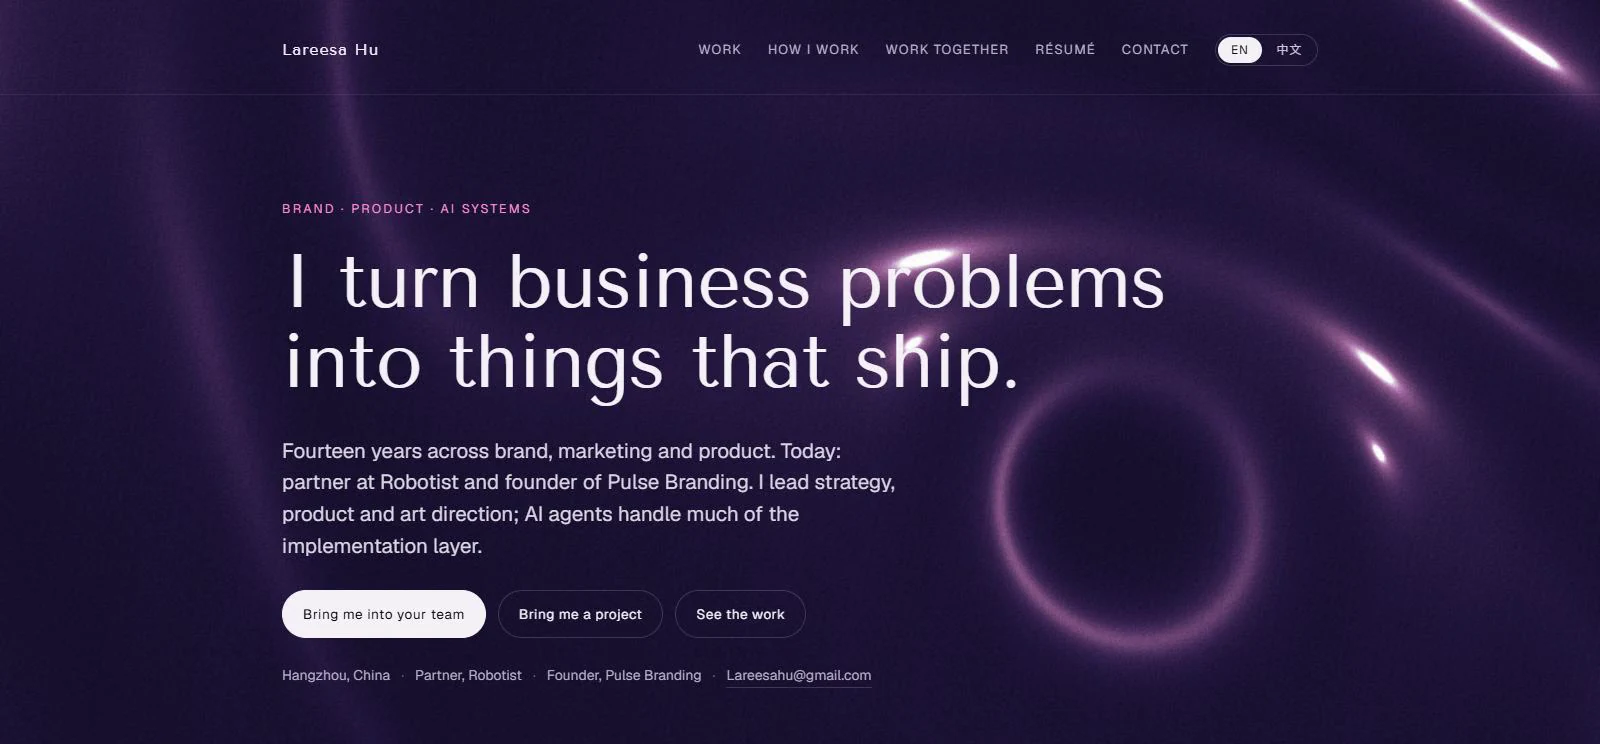 Lareesa Hu
WORK HOW I WORK WORK TOGETHER RÉSUMÉ CONTACT EN 中文
BRAND · PRODUCT · AI SYSTEMS
I turn business problems
into things that ship.
Fourteen years across brand, marketing and product. Today:
partner at Robotist and founder of Pulse Branding. I lead strategy,
product and art direction; AI agents handle much of the
implementation layer.
Bring me into your team Bring me a project See the work
Hangzhou, China · Partner, Robotist · Founder, Pulse Branding · Lareesahu@gmail.com